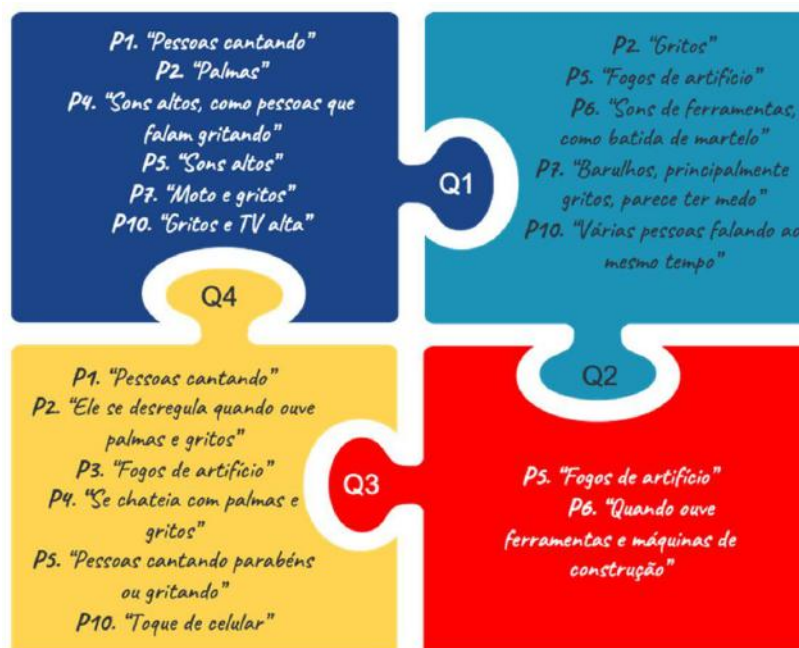 P1. “Pessoas cantando”
P2. “Palmas”
P4. “Sons altos, como pessoas que
falam gritando”
P5. “Sons altos”
P7. “Moto e gritos”
P10. “Gritos e TV alta”
Q1
P2. “Gritos”
P5. “Fogos de artifício”
P6. “Sons de ferramentas,
como batida de martelo”
P7. “Barulhos, principalmente
gritos, parece ter medo”
P10. “Várias pessoas falando ao
mesmo tempo”
Q2
Q4
P1. “Pessoas cantando”
P2. “Ele se desregula quando ouve
palmas e gritos”
P3. “Fogos de artifício”
P4. “Se chateia com palmas e
gritos”
P5. “Pessoas cantando parabéns
ou gritando”
P10. “Toque de celular”
Q3
P5. “Fogos de artifício”
P6. “Quando ouve
ferramentas e máquinas de
construção”